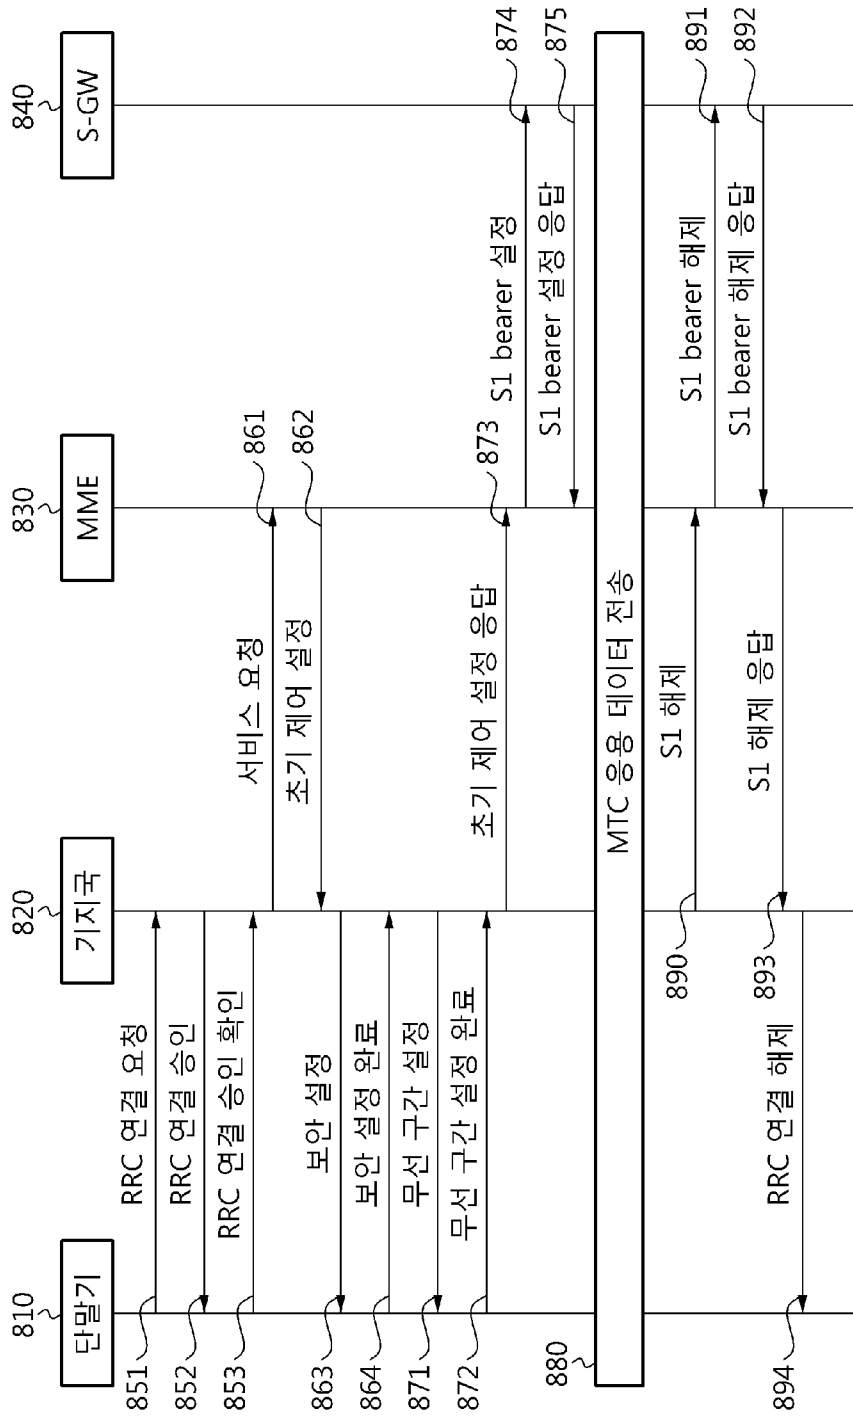 810
820
830
840
단말기
기지국
MME
S-GW
851
RRC 연결 요청
852
RRC 연결 승인
853
RRC 연결 승인 확인
서비스 요청
861
초기 제어 설정
862
863
보안 설정
864
보안 설정 완료
871
무선 구간 설정
872
무선 구간 설정 완료
초기 제어 설정 응답
873
S1 bearer 설정
874
S1 bearer 설정 응답
875
880
MTC 응용 데이터 전송
890
S1 해제
S1 bearer 해제
891
S1 bearer 해제 응답
892
893
S1 해제 응답
894
RRC 연결 해제